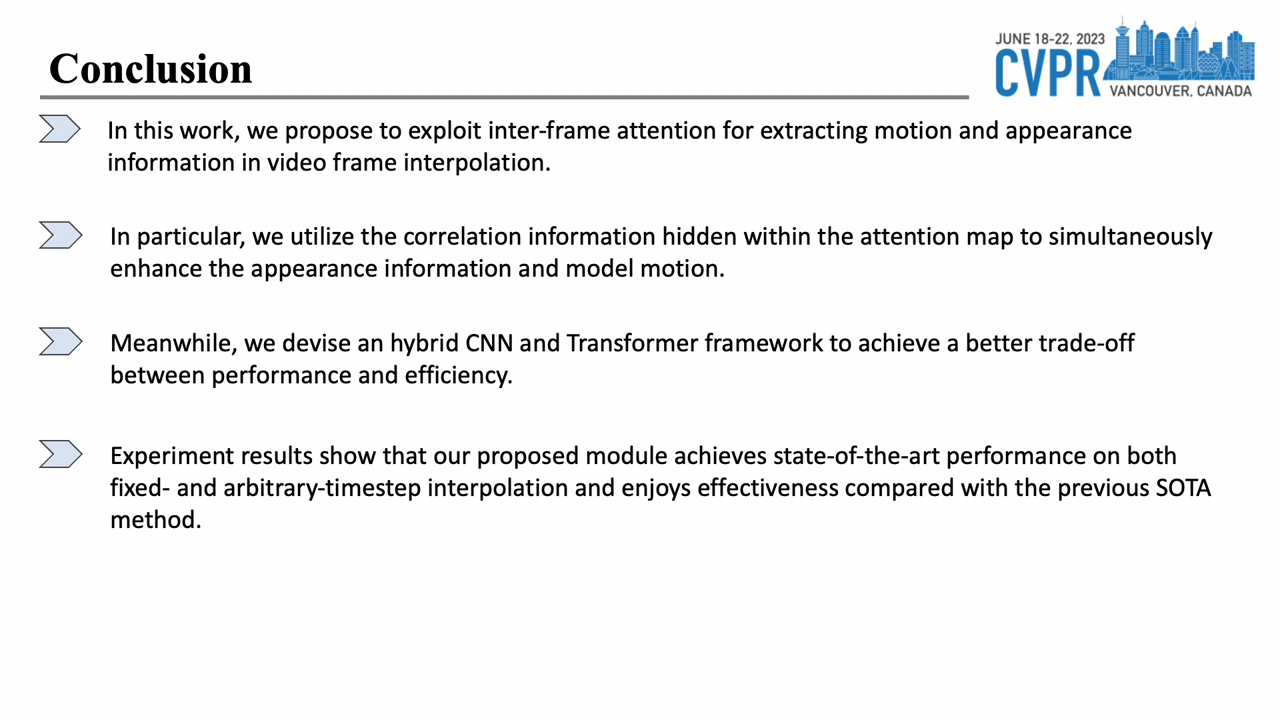 Conclusion
JUNE 18-22, 2023
CVPR
VANCOUVER, CANADA
In this work, we propose to exploit inter-frame attention for extracting motion and appearance
information in video frame interpolation.
In particular, we utilize the correlation information hidden within the attention map to simultaneously
enhance the appearance information and model motion.
Meanwhile, we devise an hybrid CNN and Transformer framework to achieve a better trade-off
between performance and efficiency.
Experiment results show that our proposed module achieves state-of-the-art performance on both
fixed- and arbitrary-timestep interpolation and enjoys effectiveness compared with the previous SOTA
method.